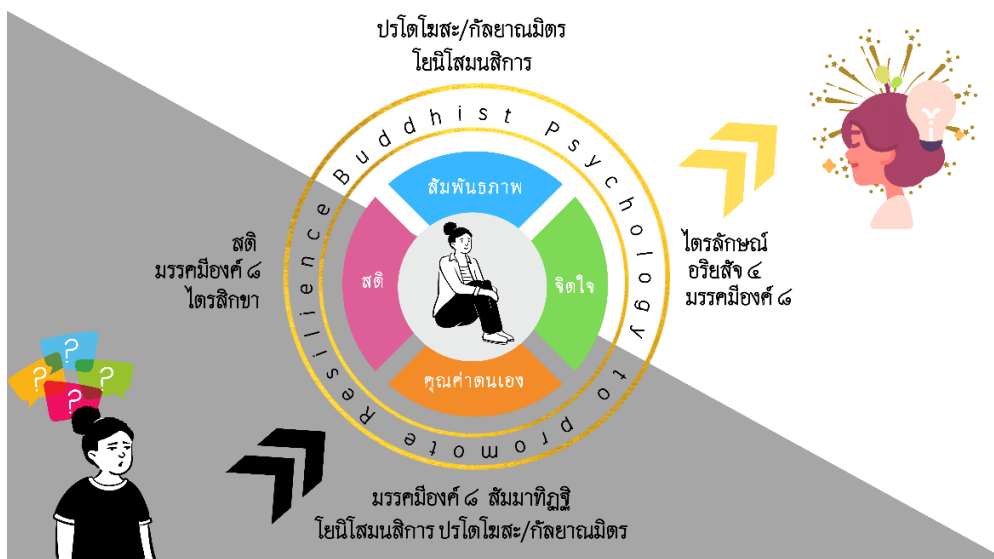 ปรโตโฆสะ/กัลยาณมิตร
โยนิโสมนสิการ
Buddhist Psychology to promote Resilience
สัมพันธภาพ
สติ
จิตใจ
คุณค่าตนเอง
สติ
มรรคมีองค์ ๘
ไตรสิกขา
ไตรลักษณ์
อริยสัจ ๔
มรรคมีองค์ ๘
?
?
?
?
มรรคมีองค์ ๘ สัมมาทิฏฐิ
โยนิโสมนสิการ ปรโตโฆสะ/กัลยาณมิตร